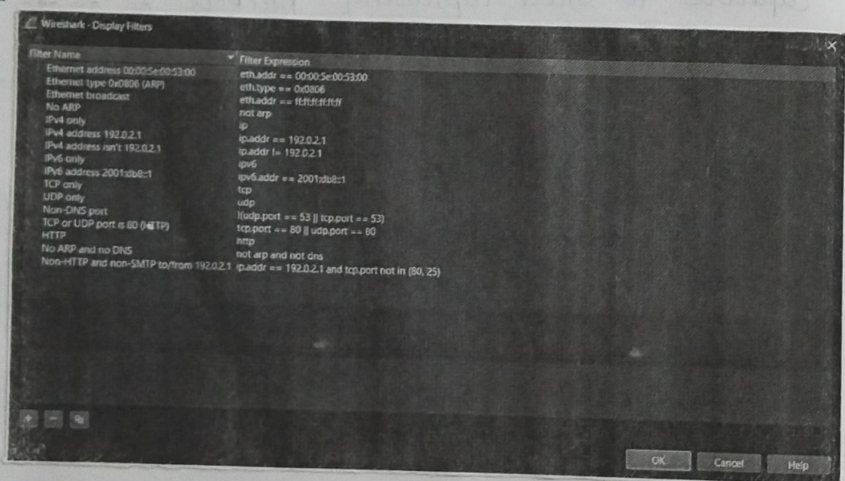 Wireshark - Display Filters
Filter Name Filter Expression
Ethernet address 00:00:5e:00:53:00 eth.addr == 00:00:5e:00:53:00
Ethernet type 0x0806 (ARP) eth.type == 0x0806
Ethernet broadcast eth.addr == ff:ff:ff:ff:ff:ff
No ARP not arp
IPv4 only ip
IPv4 address 192.0.2.1 ip.addr == 192.0.2.1
IPv4 address isn't 192.0.2.1 ip.addr != 192.0.2.1
IPv6 only ipv6
IPv6 address 2001:db8::1 ipv6.addr == 2001:db8::1
TCP only tcp
UDP only udp
Non-DNS port !(udp.port == 53 || tcp.port == 53)
TCP or UDP port is 80 (HTTP) tcp.port == 80 || udp.port == 80
HTTP http
No ARP and no DNS not arp and not dns
Non-HTTP and non-SMTP to/from 192.0.2.1 ip.addr == 192.0.2.1 and tcp.port not in {80, 25}
OK Cancel Help